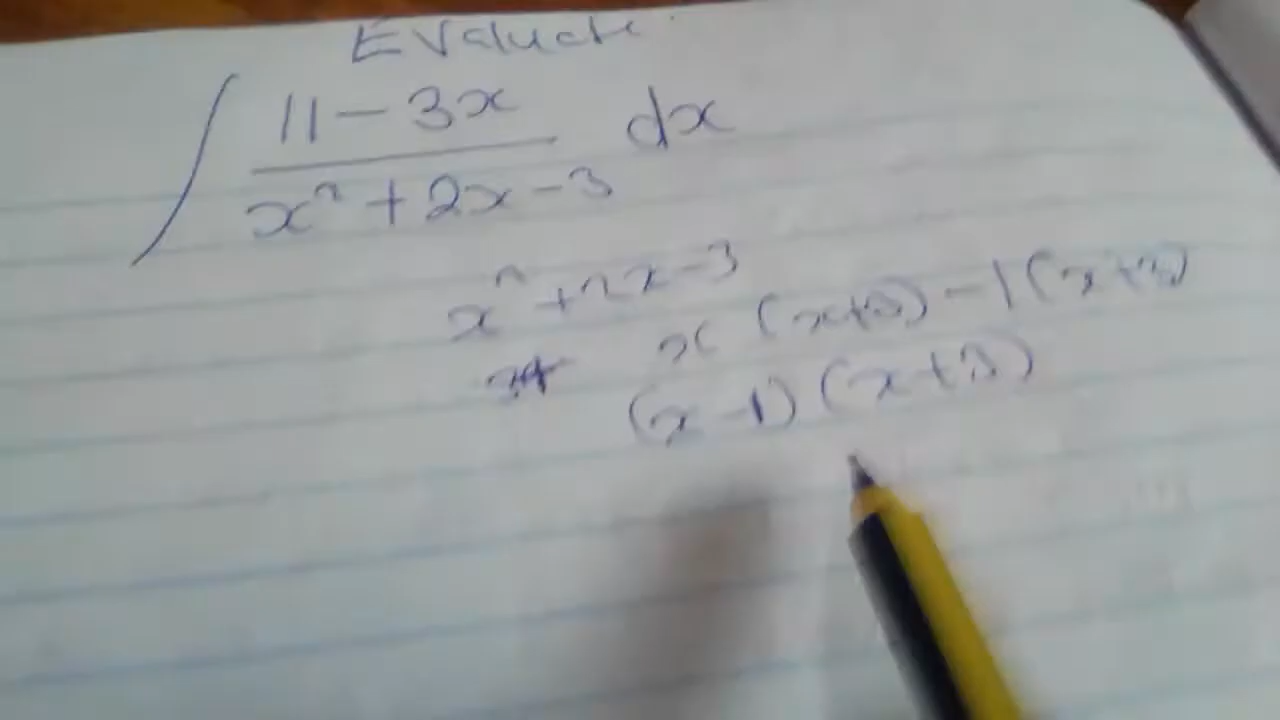 Evaluate
∫ (11 - 3x) / (x² + 2x - 3) dx
x² + 2x - 3
x (x+3) - 1 (x+3)
(x - 1) (x + 3)